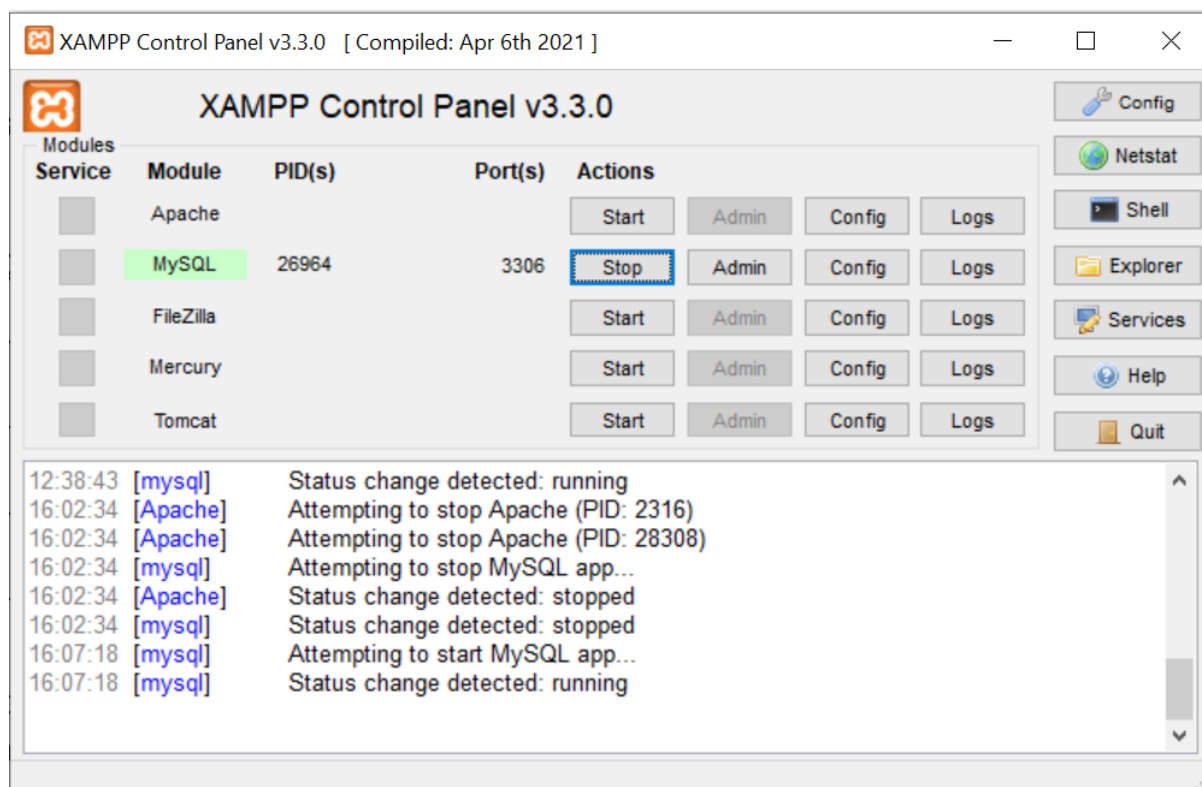 XAMPP Control Panel v3.3.0 [ Compiled: Apr 6th 2021 ]
XAMPP Control Panel v3.3.0
Config
Modules
Service Module PID(s) Port(s) Actions
Netstat
Apache Start Admin Config Logs
Shell
MySQL 26964 3306 Stop Admin Config Logs
Explorer
FileZilla Start Admin Config Logs
Services
Mercury Start Admin Config Logs
Help
Tomcat Start Admin Config Logs
Quit
12:38:43 [mysql] Status change detected: running
16:02:34 [Apache] Attempting to stop Apache (PID: 2316)
16:02:34 [Apache] Attempting to stop Apache (PID: 28308)
16:02:34 [mysql] Attempting to stop MySQL app...
16:02:34 [Apache] Status change detected: stopped
16:02:34 [mysql] Status change detected: stopped
16:07:18 [mysql] Attempting to start MySQL app...
16:07:18 [mysql] Status change detected: running